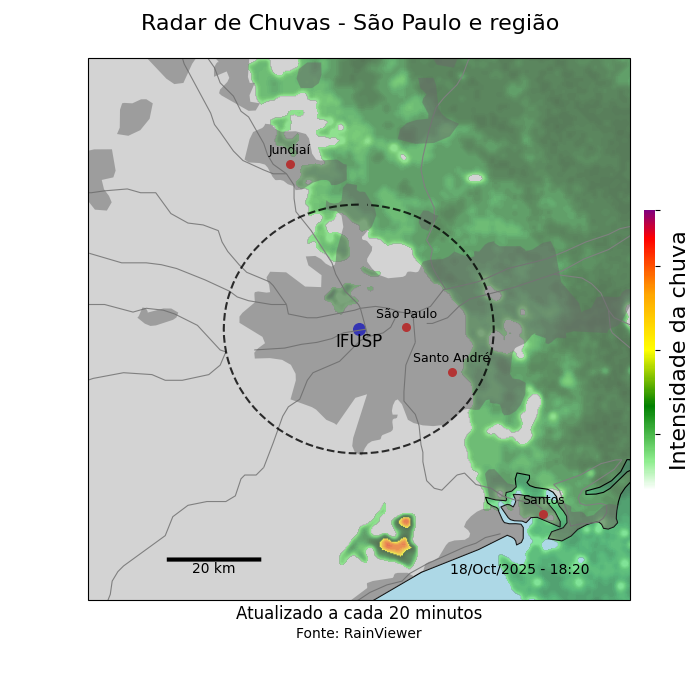 Radar de Chuvas - São Paulo e região
Jundiaí
São Paulo
IFUSP
Santo André
Santos
20 km
18/Oct/2025 - 18:20
Intensidade da chuva
Atualizado a cada 20 minutos
Fonte: RainViewer